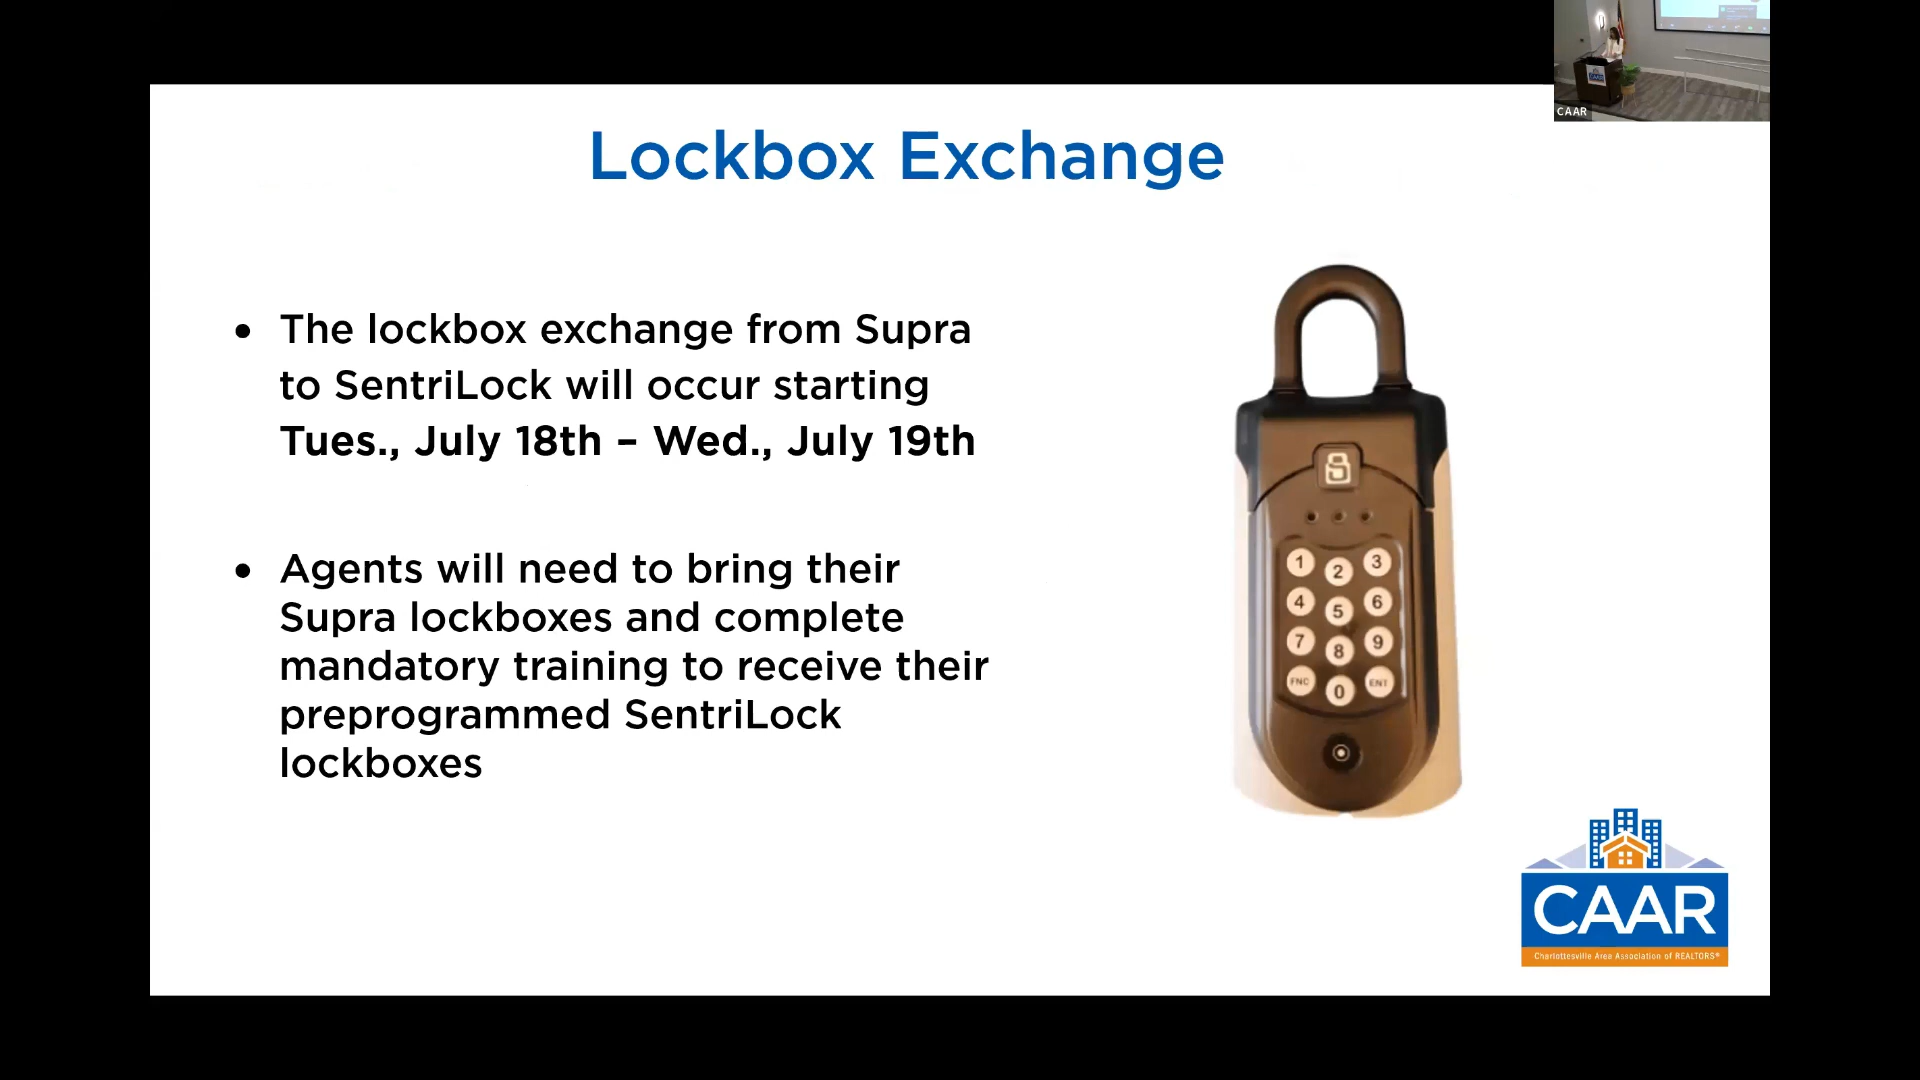 CAAR
Lockbox Exchange
• The lockbox exchange from Supra
to SentriLock will occur starting
Tues., July 18th – Wed., July 19th
• Agents will need to bring their
Supra lockboxes and complete
mandatory training to receive their
preprogrammed SentriLock
lockboxes
1 2 3
4 5 6
7 8 9
FNC 0 ENT
CAAR
Charlottesville Area Association of REALTORS®